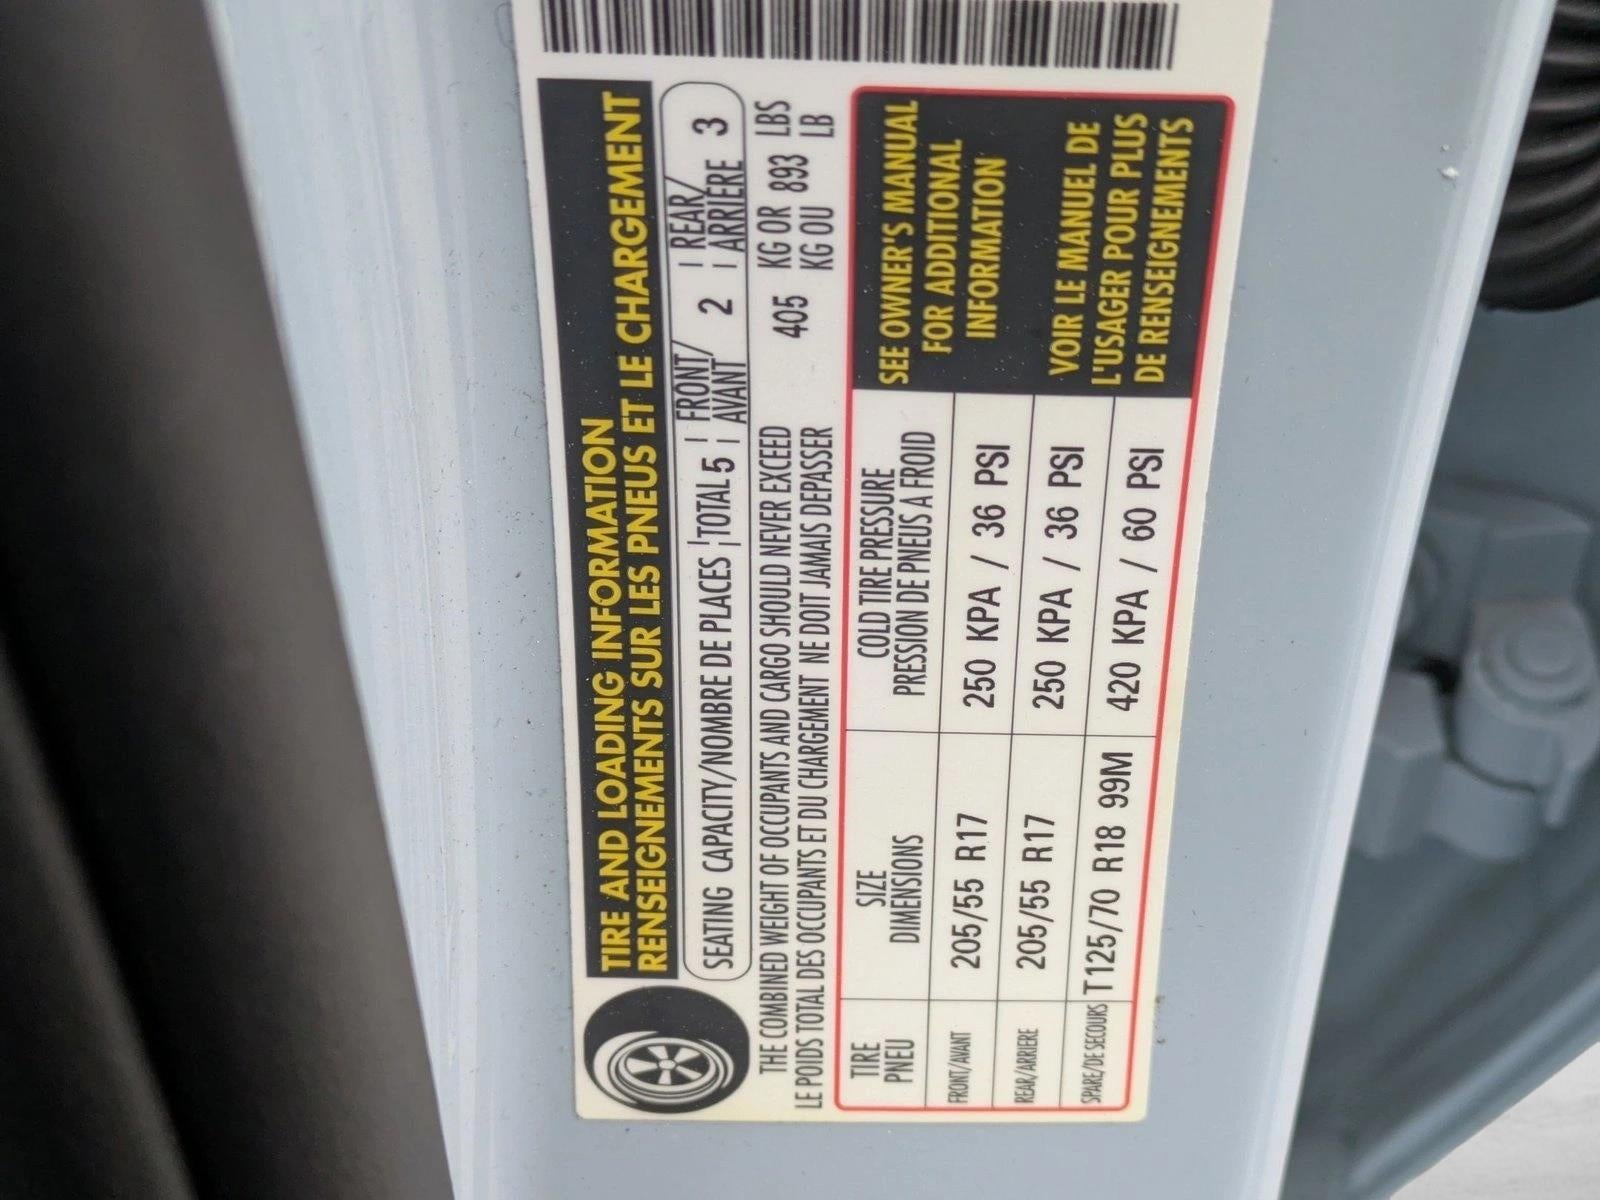 TIRE AND LOADING INFORMATION
RENSEIGNEMENTS SUR LES PNEUS ET LE CHARGEMENT
SEATING CAPACITY/NOMBRE DE PLACES TOTAL 5 FRONT/AVANT 2 REAR/ARRIÈRE 3
THE COMBINED WEIGHT OF OCCUPANTS AND CARGO SHOULD NEVER EXCEED 405 KG OR 893 LBS
LE POIDS TOTAL DES OCCUPANTS ET DU CHARGEMENT NE DOIT JAMAIS DEPASSER KG OU LB
TIRE SIZE COLD TIRE PRESSURE
PNEU DIMENSIONS PRESSION DE PNEUS A FROID
FRONT/AVANT 205/55 R17 250 KPA / 36 PSI
REAR/ARRIERE 205/55 R17 250 KPA / 36 PSI
SPARE/DE SECOURS T125/70 R18 99M 420 KPA / 60 PSI
SEE OWNER'S MANUAL
FOR ADDITIONAL
INFORMATION
VOIR LE MANUEL DE
L'USAGER POUR PLUS
DE RENSEIGNEMENTS